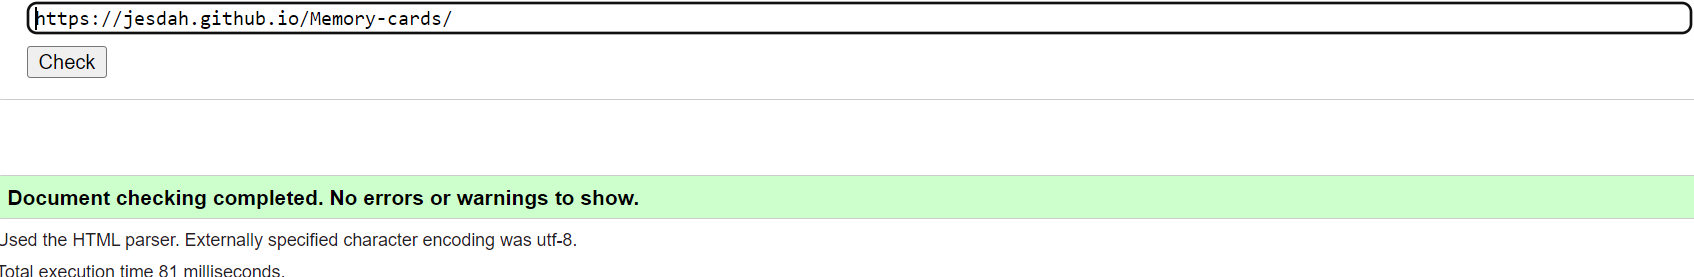 https://jesdah.github.io/Memory-cards/
Check
Document checking completed. No errors or warnings to show.
Used the HTML parser. Externally specified character encoding was utf-8.
Total execution time 81 milliseconds.